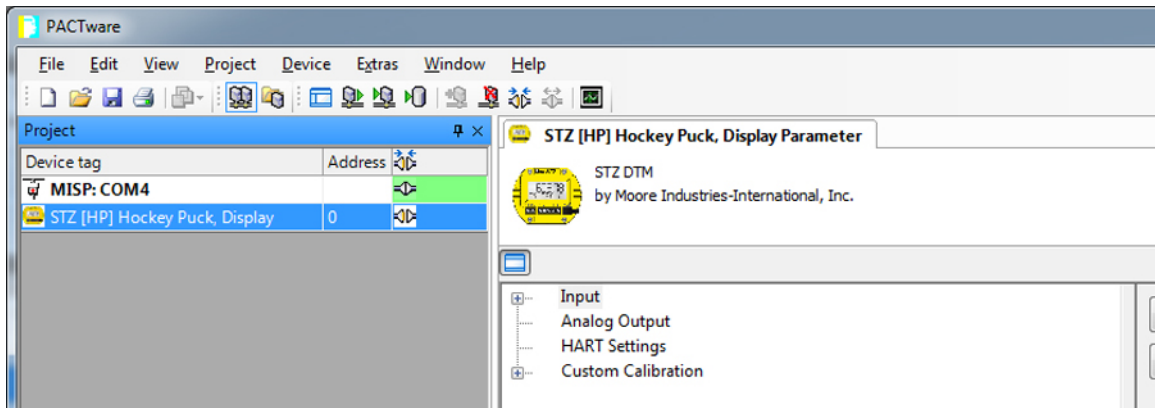 PACTware
File Edit View Project Device Extras Window Help
Project
Device tag Address
MISP: COM4
STZ [HP] Hockey Puck, Display 0
STZ [HP] Hockey Puck, Display Parameter
STZ DTM
by Moore Industries-International, Inc.
Input
Analog Output
HART Settings
Custom Calibration